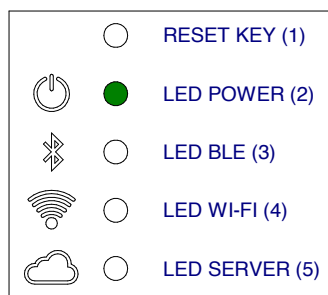 RESET KEY (1)
LED POWER (2)
LED BLE (3)
LED WI-FI (4)
LED SERVER (5)